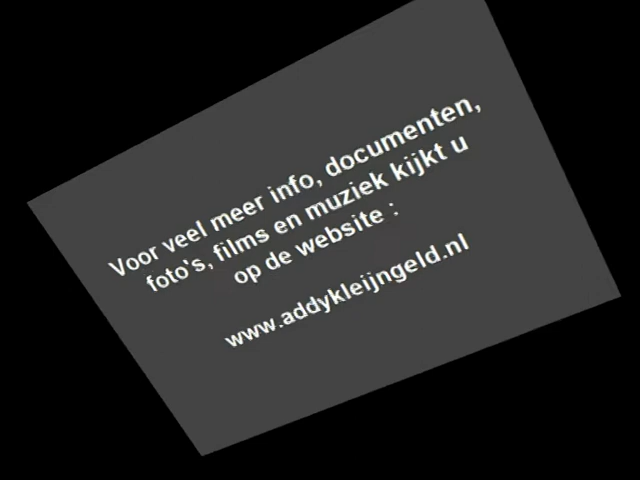 Voor veel meer info, documenten,
foto's, films en muziek kijkt u
op de website :
www.addykleijngeld.nl